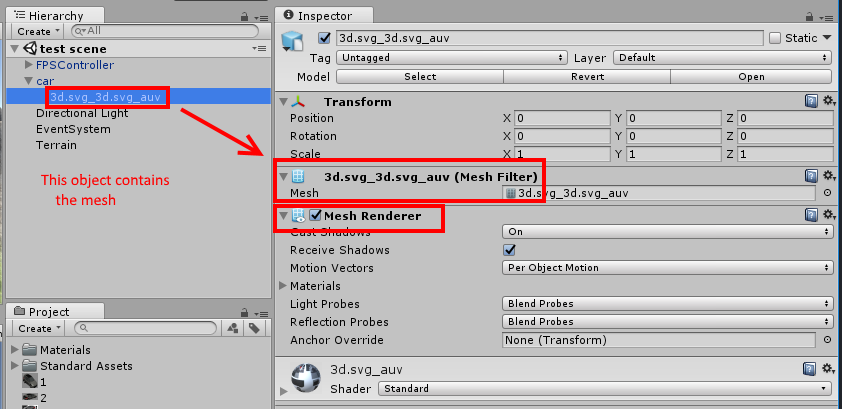 Hierarchy
Create
All
test scene
FPSController
car
3d.svg_3d.svg_auv
Directional Light
EventSystem
Terrain
This object contains
the mesh
Project
Create
Materials
Standard Assets
1
2
Inspector
3d.svg_3d.svg_auv
Static
Tag Untagged Layer Default
Model Select Revert Open
Transform
Position X 0 Y 0 Z 0
Rotation X 0 Y 0 Z 0
Scale X 1 Y 1 Z 1
3d.svg_3d.svg_auv (Mesh Filter)
Mesh 3d.svg_3d.svg_auv
Mesh Renderer
Cast Shadows On
Receive Shadows
Motion Vectors Per Object Motion
Materials
Light Probes Blend Probes
Reflection Probes Blend Probes
Anchor Override None (Transform)
3d.svg_auv
Shader Standard